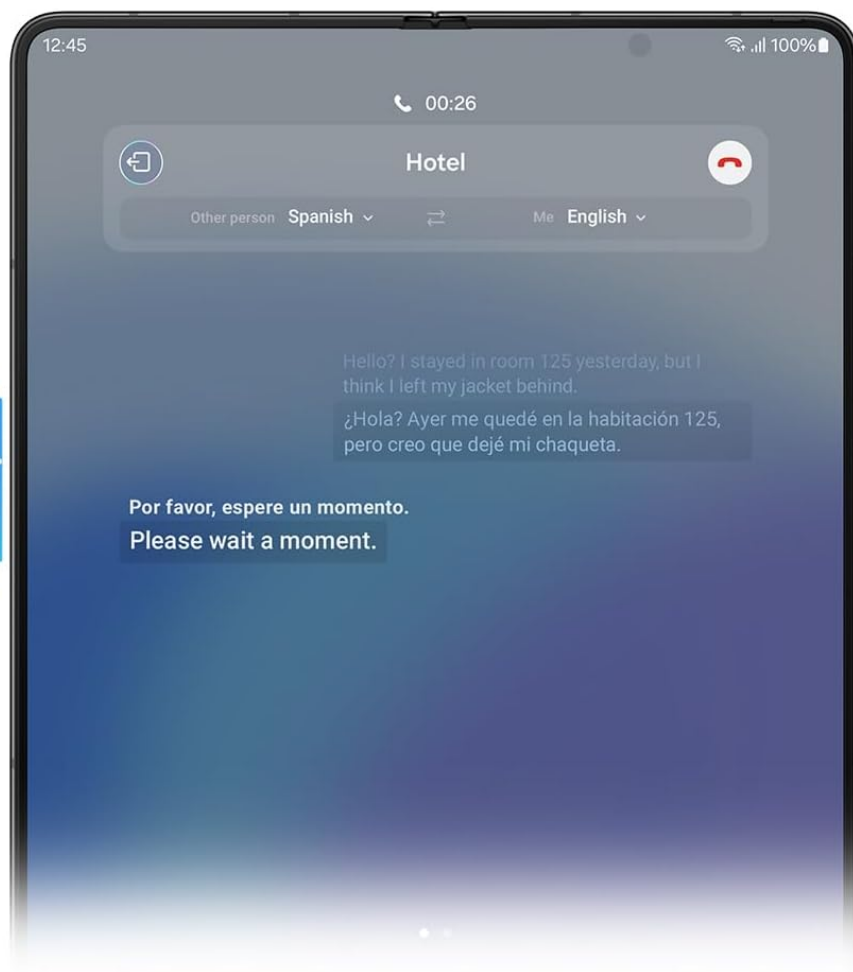 12:45
100%
00:26
Hotel
Other person Spanish
Me English
Hello? I stayed in room 125 yesterday, but I
think I left my jacket behind.
¿Hola? Ayer me quedé en la habitación 125,
pero creo que dejé mi chaqueta.
Por favor, espere un momento.
Please wait a moment.